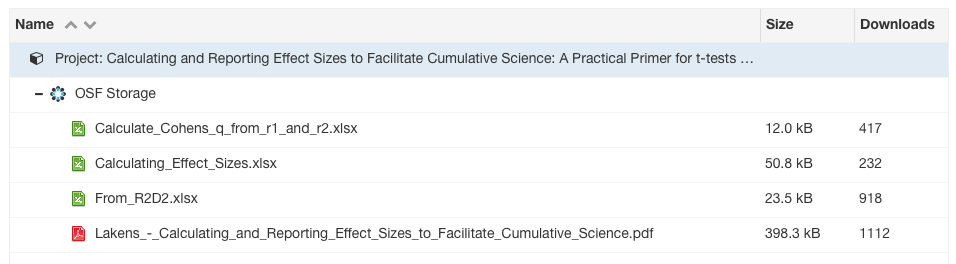 Name Size Downloads
Project: Calculating and Reporting Effect Sizes to Facilitate Cumulative Science: A Practical Primer for t-tests ...
OSF Storage
Calculate_Cohens_q_from_r1_and_r2.xlsx 12.0 kB 417
Calculating_Effect_Sizes.xlsx 50.8 kB 232
From_R2D2.xlsx 23.5 kB 918
Lakens_-_Calculating_and_Reporting_Effect_Sizes_to_Facilitate_Cumulative_Science.pdf 398.3 kB 1112